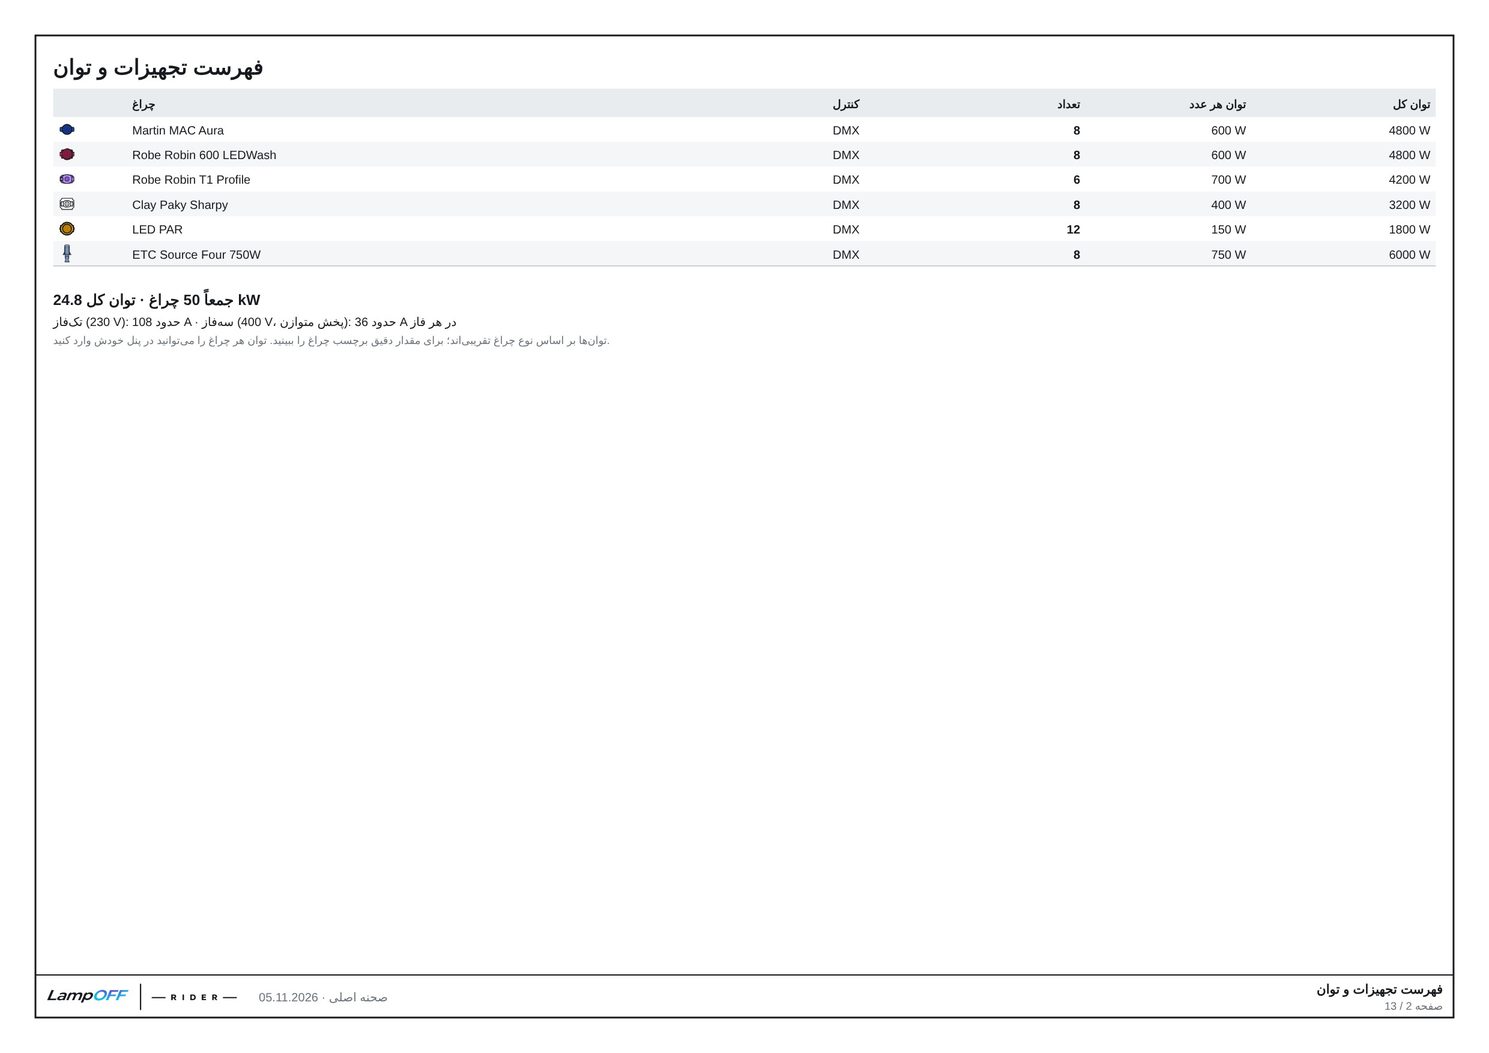 فهرست تجهیزات و توان
چراغ کنترل تعداد توان هر عدد توان کل
Martin MAC Aura DMX 8 600 W 4800 W
Robe Robin 600 LEDWash DMX 8 600 W 4800 W
Robe Robin T1 Profile DMX 6 700 W 4200 W
Clay Paky Sharpy DMX 8 400 W 3200 W
LED PAR DMX 12 150 W 1800 W
ETC Source Four 750W DMX 8 750 W 6000 W
جمعاً 50 چراغ · توان کل 24.8 kW
تک‌فاز (230 V): حدود 108 A · سه‌فاز (400 V، پخش متوازن): حدود 36 A در هر فاز
توان‌ها بر اساس نوع چراغ تقریبی‌اند؛ برای مقدار دقیق برچسب چراغ را ببینید. توان هر چراغ را می‌توانید در پنل خودش وارد کنید.
LampOFF — RIDER — صحنه اصلی · 05.11.2026
فهرست تجهیزات و توان
صفحه 2 / 13